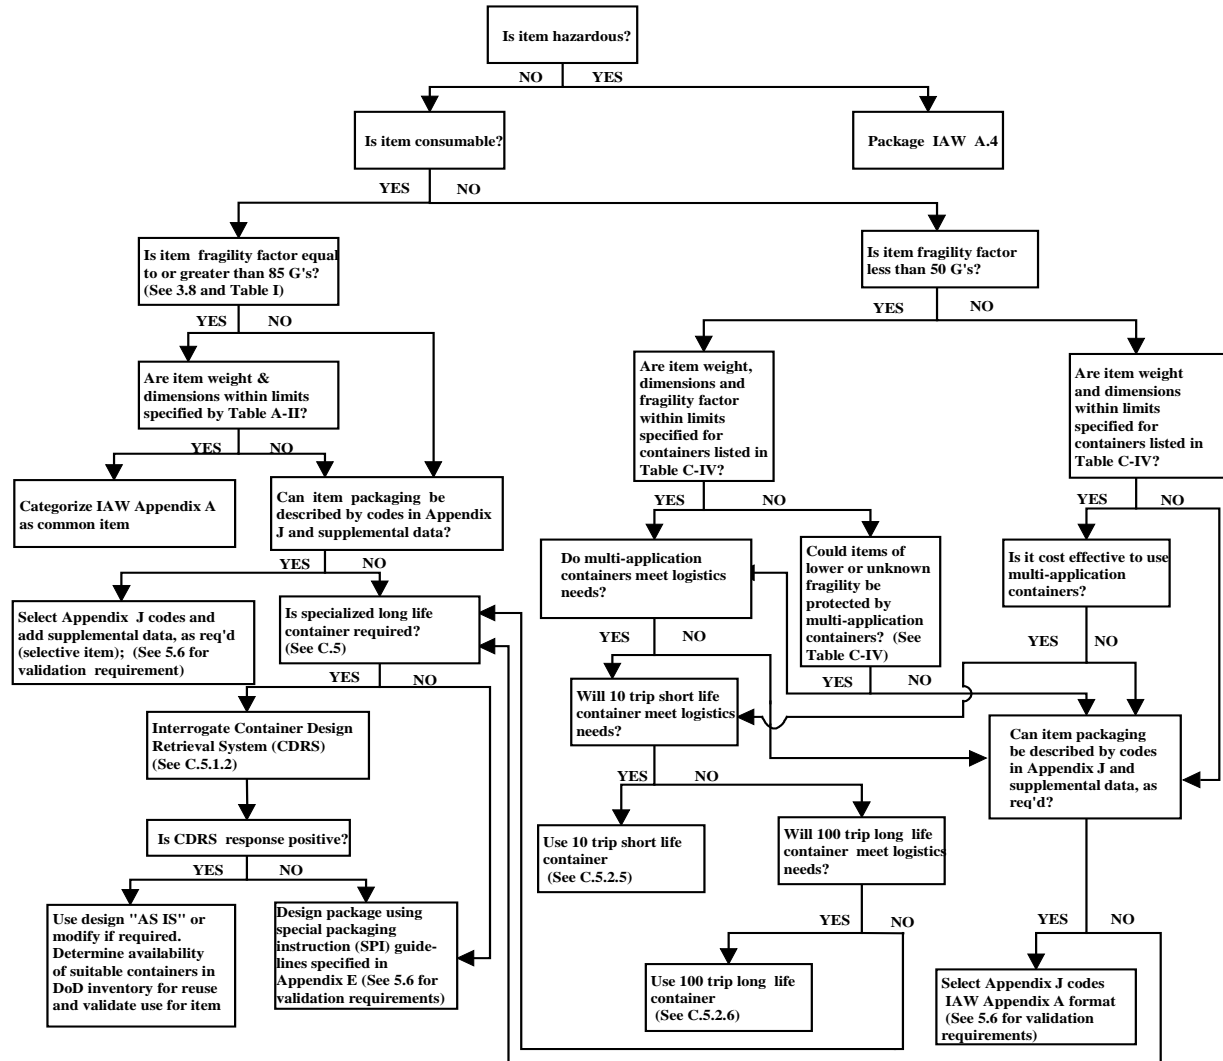 Is item hazardous?
NO YES
Is item consumable?
Package IAW A.4
YES NO
Is item fragility factor equal
to or greater than 85 G's?
(See 3.8 and Table I)
Is item fragility factor
less than 50 G's?
YES NO
YES NO
Are item weight &
dimensions within limits
specified by Table A-II?
Are item weight,
dimensions and
fragility factor
within limits
specified for
containers listed in
Table C-IV?
Are item weight
and dimensions
within limits
specified for
containers listed in
Table C-IV?
YES NO
Categorize IAW Appendix A
as common item
Can item packaging be
described by codes in Appendix
J and supplemental data?
YES NO
YES NO
Do multi-application
containers meet logistics
needs?
Could items of
lower or unknown
fragility be
protected by
multi-application
containers? (See
Table C-IV)
Is it cost effective to use
multi-application
containers?
YES NO
Select Appendix J codes and
add supplemental data, as req'd
(selective item); (See 5.6 for
validation requirement)
Is specialized long life
container required?
(See C.5)
YES NO
YES NO
YES NO
YES NO
Interrogate Container Design
Retrieval System (CDRS)
(See C.5.1.2)
Will 10 trip short life
container meet logistics
needs?
Can item packaging
be described by codes
in Appendix J and
supplemental data, as
req'd?
YES NO
Is CDRS response positive?
Use 10 trip short life
container
(See C.5.2.5)
Will 100 trip long life
container meet logistics
needs?
YES NO
Use design "AS IS" or
modify if required.
Determine availability
of suitable containers in
DoD inventory for reuse
and validate use for item
Design package using
special packaging
instruction (SPI) guide-
lines specified in
Appendix E (See 5.6 for
validation requirements)
YES NO
YES NO
Use 100 trip long life
container
(See C.5.2.6)
Select Appendix J codes
IAW Appendix A format
(See 5.6 for validation
requirements)